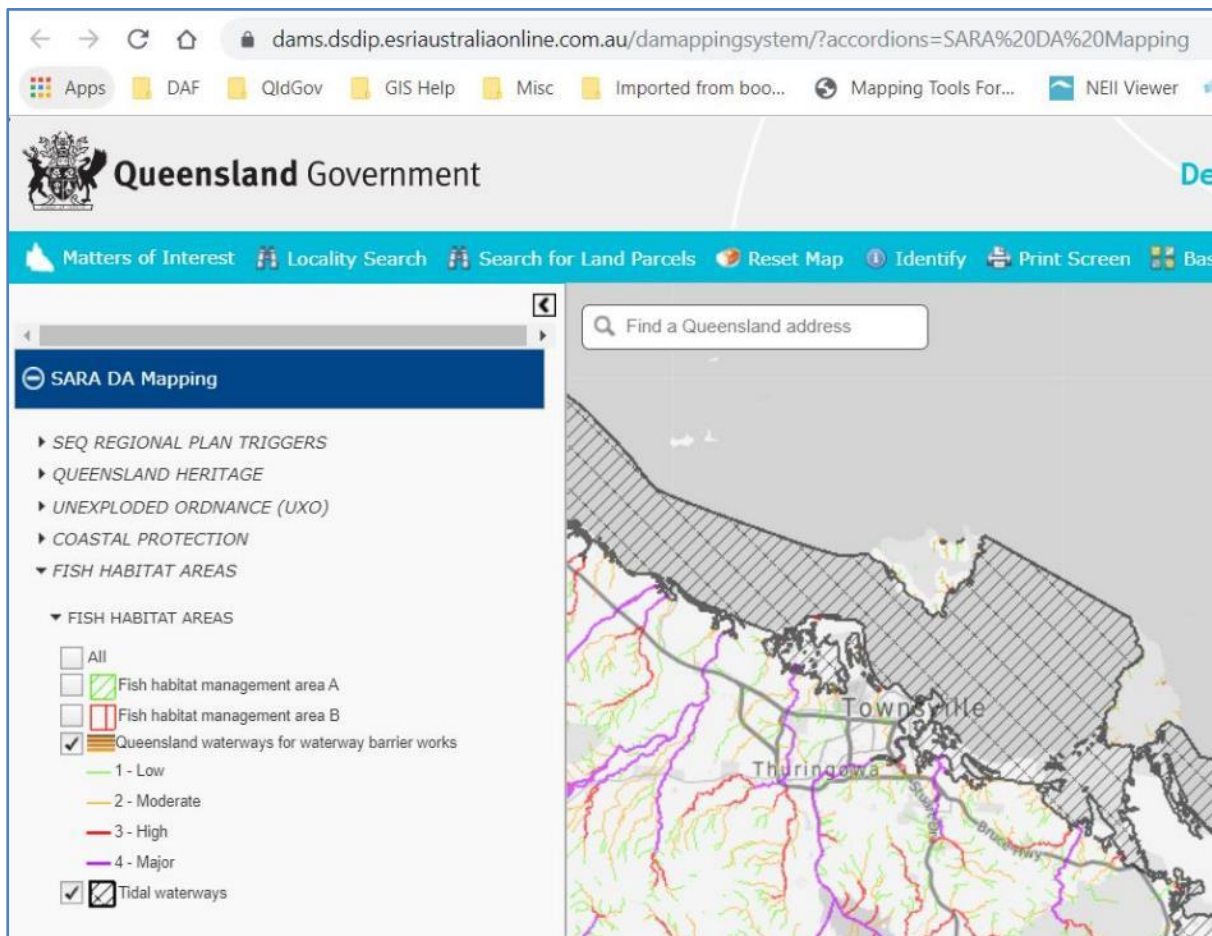 dams.dsdip.esriaustraliaonline.com.au/damappingsystem/?accordions=SARA%20DA%20Mapping
Apps DAF QldGov GIS Help Misc Imported from boo... Mapping Tools For... NEII Viewer
Queensland Government
De
Matters of Interest Locality Search Search for Land Parcels Reset Map Identify Print Screen Bas
Find a Queensland address
SARA DA Mapping
SEQ REGIONAL PLAN TRIGGERS
QUEENSLAND HERITAGE
UNEXPLODED ORDNANCE (UXO)
COASTAL PROTECTION
FISH HABITAT AREAS
FISH HABITAT AREAS
All
Fish habitat management area A
Fish habitat management area B
Queensland waterways for waterway barrier works
1 - Low
2 - Moderate
3 - High
4 - Major
Tidal waterways
Townsville
Thuringowa
Stuart Dr
Bruce Hwy